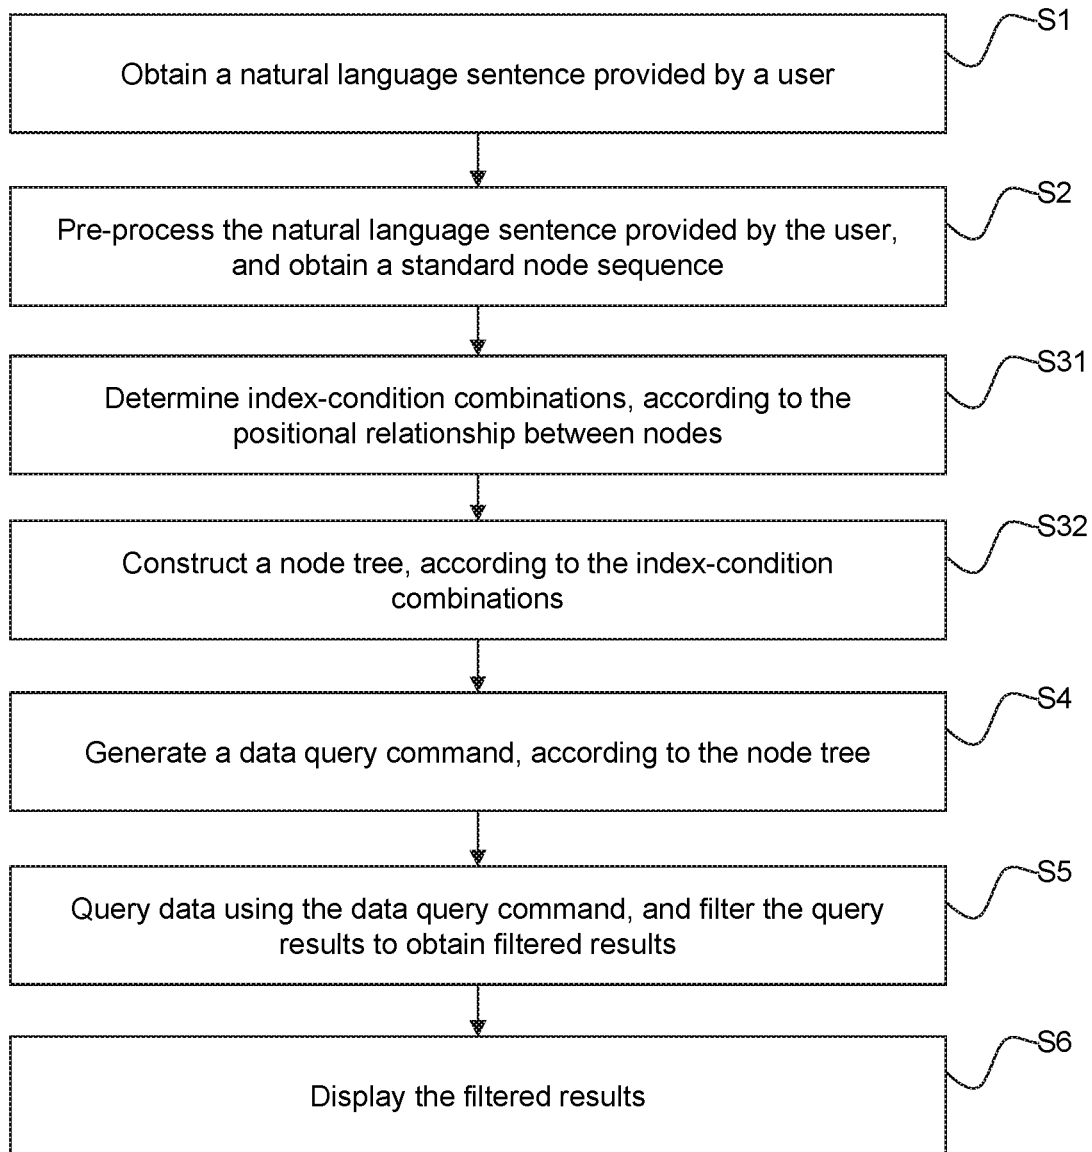 S1
Obtain a natural language sentence provided by a user
S2
Pre-process the natural language sentence provided by the user,
and obtain a standard node sequence
S31
Determine index-condition combinations, according to the
positional relationship between nodes
S32
Construct a node tree, according to the index-condition
combinations
S4
Generate a data query command, according to the node tree
S5
Query data using the data query command, and filter the query
results to obtain filtered results
S6
Display the filtered results